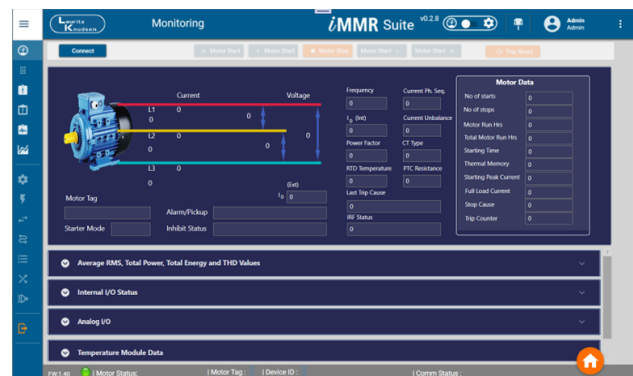 Lauritz Knudsen
Monitoring
iMMR Suite v0.2.8
Admin
Admin
Connect
Motor Start
Motor Start
Motor Stop
Motor Start
Motor Start
Trip Reset
Current
Voltage
L1 0
0
0
L2 0
0
0
0
L3 0
0
(Ext)
I0 0
Motor Tag
Alarm/Pickup
Starter Mode
Inhibit Status
Frequency
0
Current Ph. Seq.
0
I0 (Int)
0
Current Unbalance
0
Power Factor
0
CT Type
0
RTD Temperature
0
PTC Resistance
0
Last Trip Cause
0
IRF Status
0
Motor Data
No of starts 0
No of stops 0
Motor Run Hrs 0
Total Motor Run Hrs 0
Starting Time 0
Thermal Memory 0
Starting Peak Current 0
Full Load Current 0
Stop Cause 0
Trip Counter 0
Average RMS, Total Power, Total Energy and THD Values
Internal I/O Status
Analog I/O
Temperature Module Data
FW:1.40 | Motor Status: | Motor Tag : | Device ID : | Comm Status :